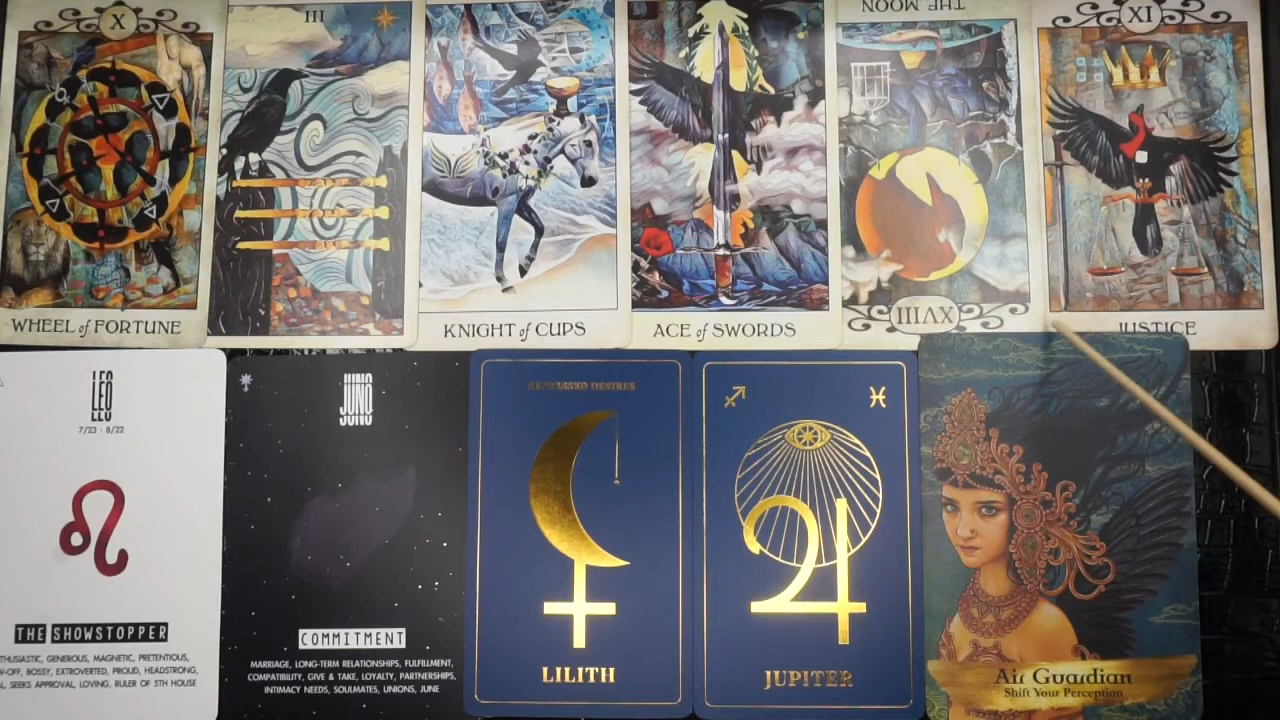 X
III
THE MOON
XI
WHEEL of FORTUNE
KNIGHT of CUPS
ACE of SWORDS
XVIII
JUSTICE
LEO
7/23 - 8/22
THE SHOWSTOPPER
GENEROUS, MAGNETIC, PRETENTIOUS,
BOSSY, EXTROVERTED, PROUD, HEADSTRONG,
SEEKS APPROVAL, LOVING, RULER OF 5TH HOUSE
JUNO
COMMITMENT
MARRIAGE, LONG-TERM RELATIONSHIPS, FULFILLMENT,
COMPATIBILITY, GIVE & TAKE, LOYALTY, PARTNERSHIPS,
INTIMACY NEEDS, SOULMATES, UNIONS, JUNE
REPRESSED DESIRES
LILITH
JUPITER
Air Guardian
Shift Your Perception